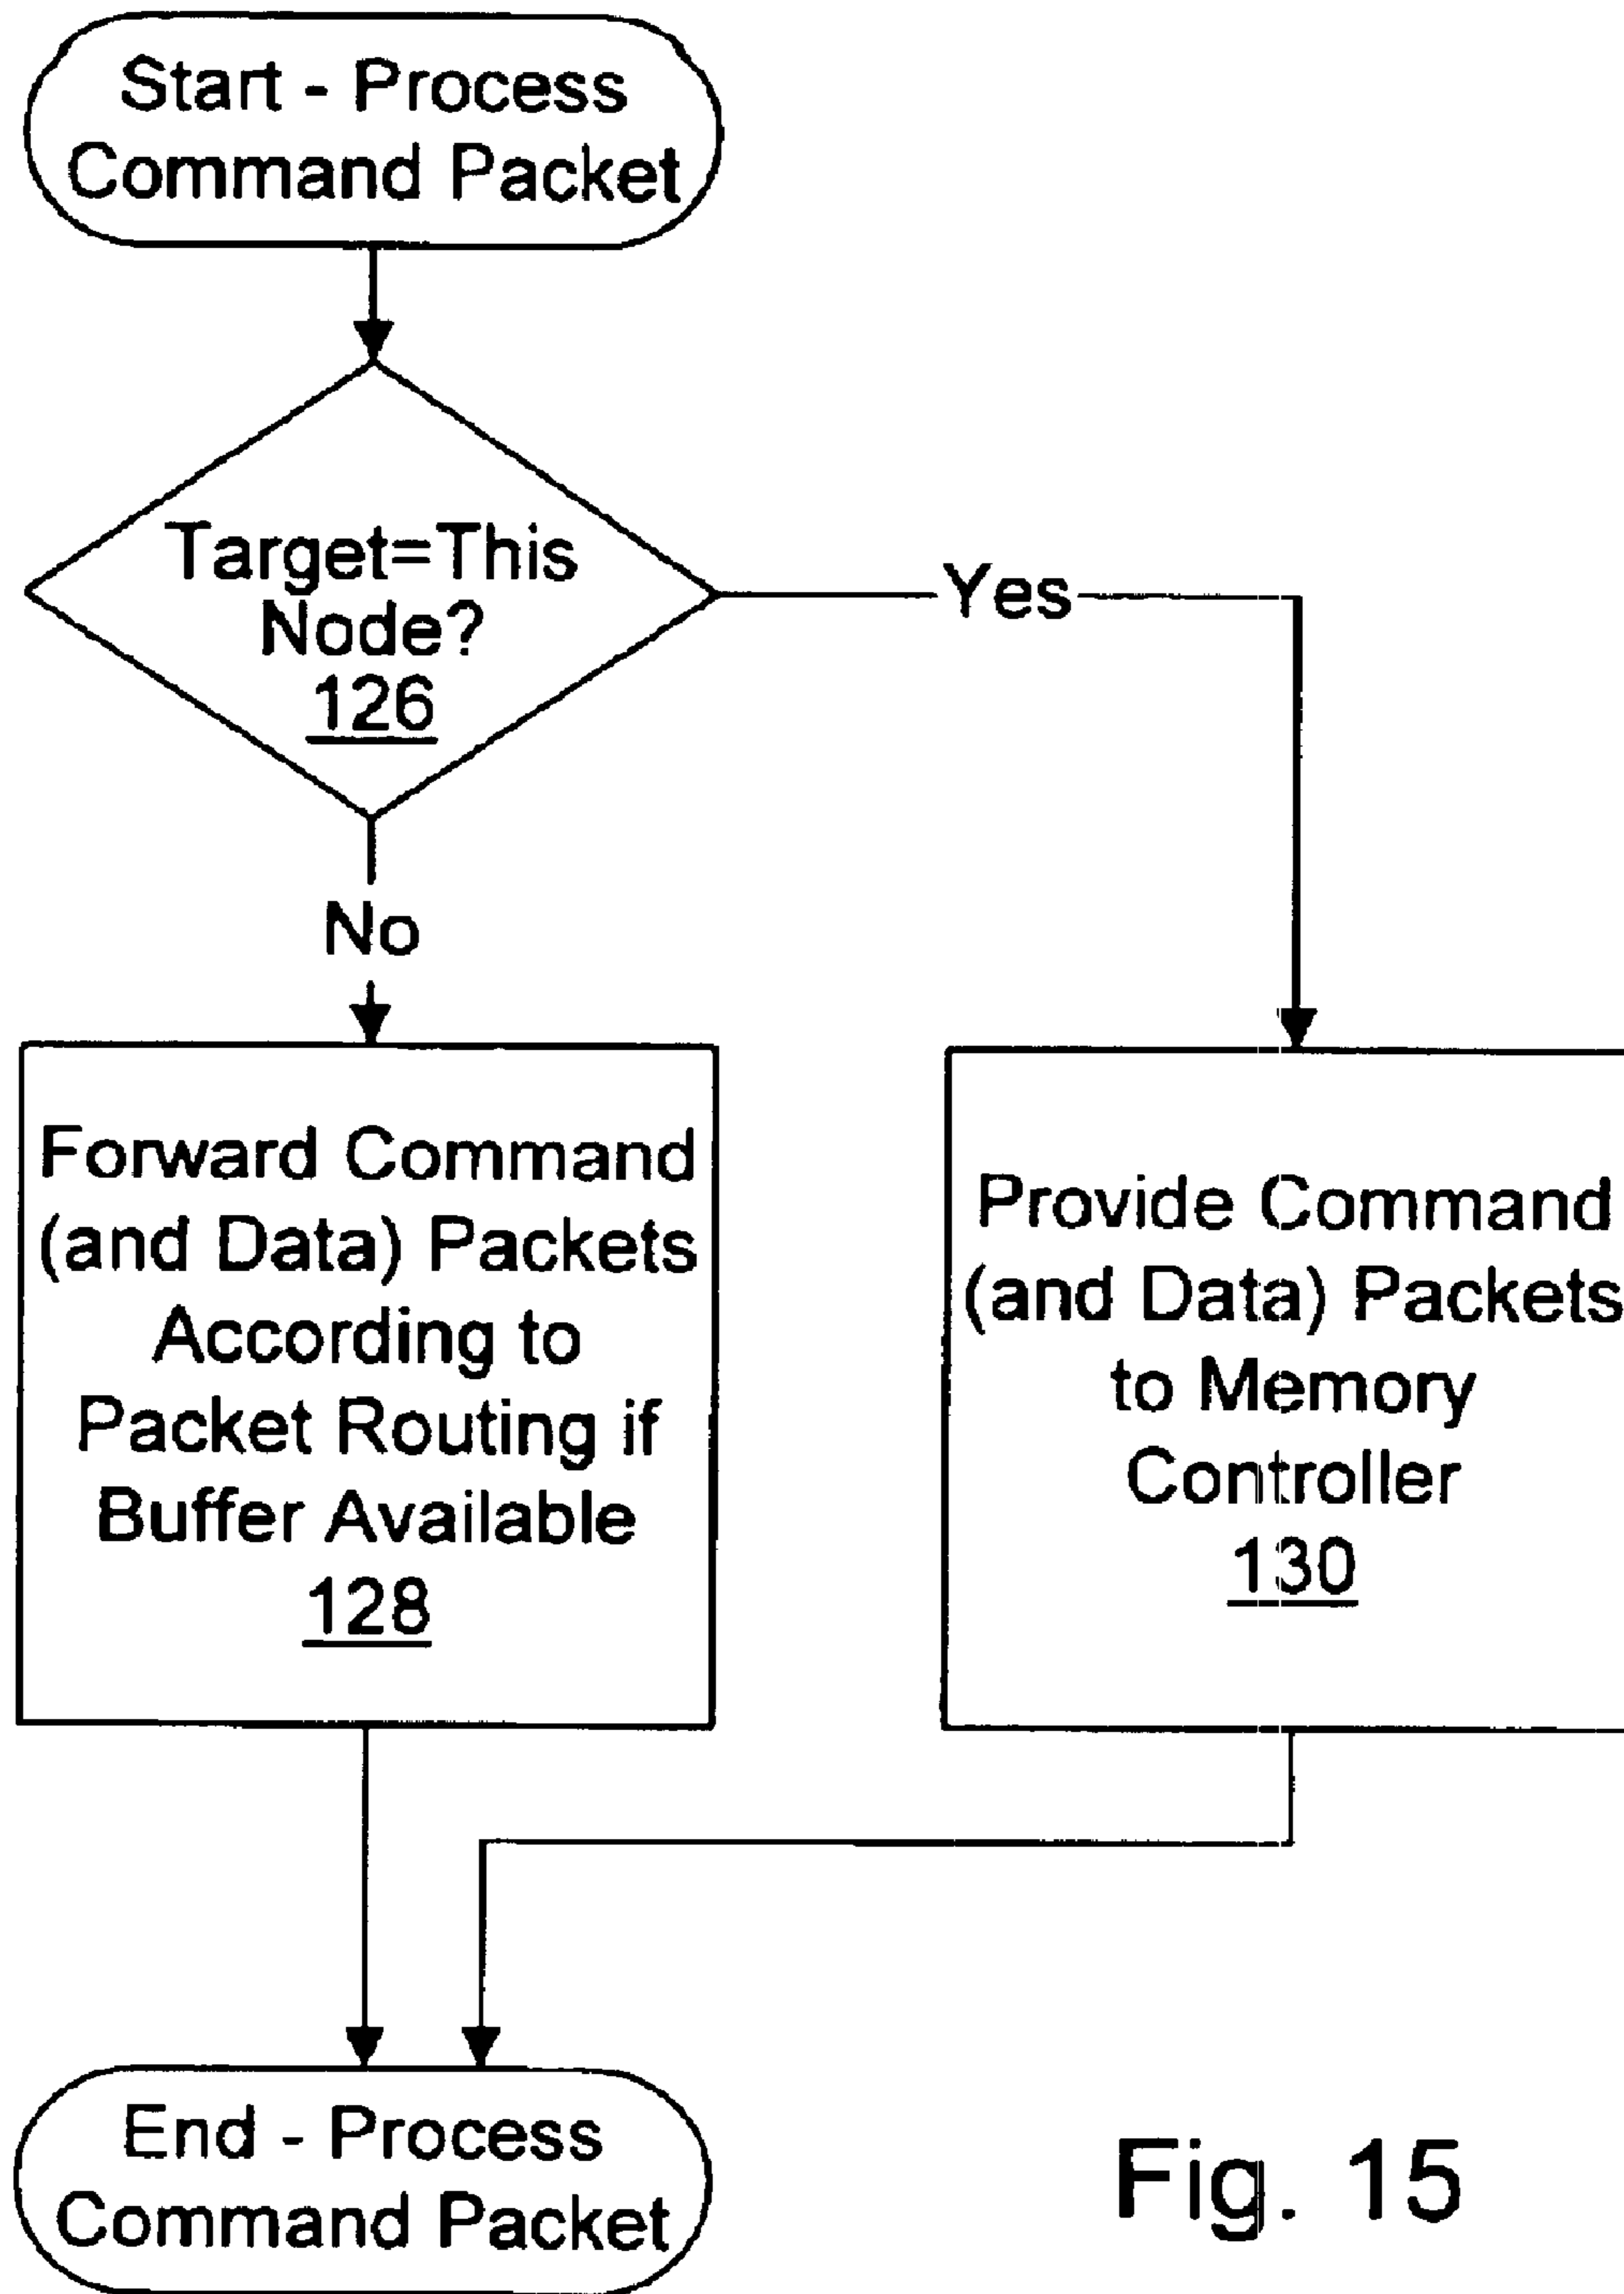 Start - Process
Command Packet
Target=This
Node?
126
Yes
No
Forward Command
(and Data) Packets
According to
Packet Routing if
Buffer Available
128
Provide Command
(and Data) Packets
to Memory
Controller
130
End - Process
Command Packet
Fig. 15